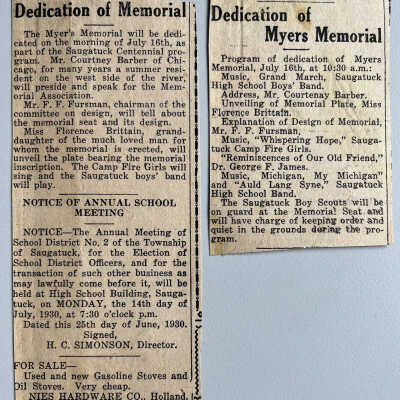 Dedication of Memorial
The Myer's Memorial will be dedi-
cated on the morning of July 16th, as
part of the Saugatuck Centennial pro-
gram. Mr. Courtney Barber of Chi-
cago, for many years a summer resi-
dent on the west side of the river,
will preside and speak for the Mem-
orial Association.
Mr. F. F. Fursman, chairman of the
committee on design, will tell about
the memorial seat and its design.
Miss Florence Brittain, grand-
daughter of the much loved man for
whom the memorial is erected, will
unveil the plate bearing the memorial
inscription. The Camp Fire Girls will
sing and the Saugatuck boys' band
will play.
NOTICE OF ANNUAL SCHOOL
MEETING
NOTICE—The Annual Meeting of
School District No. 2 of the Township
of Saugatuck, for the Election of
School District Officers, and for the
transaction of such other business as
may lawfully come before it, will be
held at High School Building, Sauga-
tuck, on MONDAY, the 14th day of
July, 1930, at 7:30 o'clock p.m.
Dated this 25th day of June, 1930.
Signed,
H. C. SIMONSON, Director.
FOR SALE—
Used and new Gasoline Stoves and
Oil Stoves. Very cheap.
NIES HARDWARE CO., Holland.
Dedication of
Myers Memorial
Program of dedication of Myers
Memorial, July 16th, at 10:30 a.m.:
Music, Grand March, Saugatuck
High School Boys' Band.
Address, Mr. Courtenay Barber.
Unveiling of Memorial Plate, Miss
Florence Brittain.
Explanation of Design of Memorial,
Mr. F. F. Fursman.
Music, "Whispering Hope," Sauga-
tuck Camp Fire Girls.
"Reminiscences of Our Old Friend,"
Dr. George F. James.
Music, Michigan, My Michigan"
and "Auld Lang Syne," Saugatuck
High School Band.
The Saugatuck Boy Scouts will be
on guard at the Memorial Seat and
will have charge of keeping order and
quiet in the grounds during the pro-
gram.